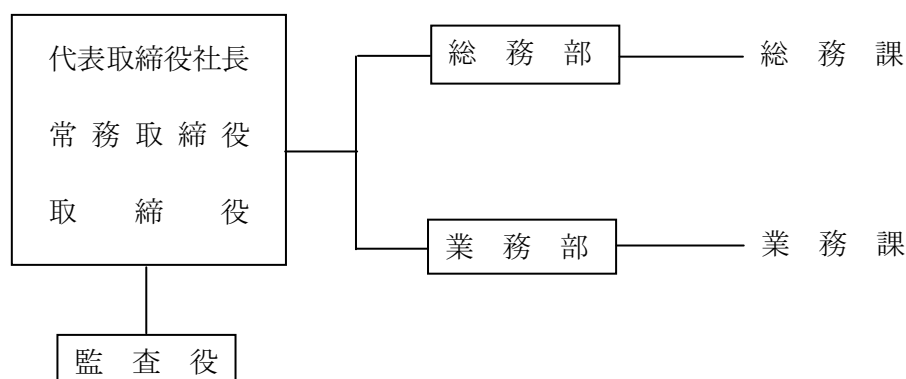 代表取締役社長
常務取締役
取締役
監査役
総務部
総務課
業務部
業務課